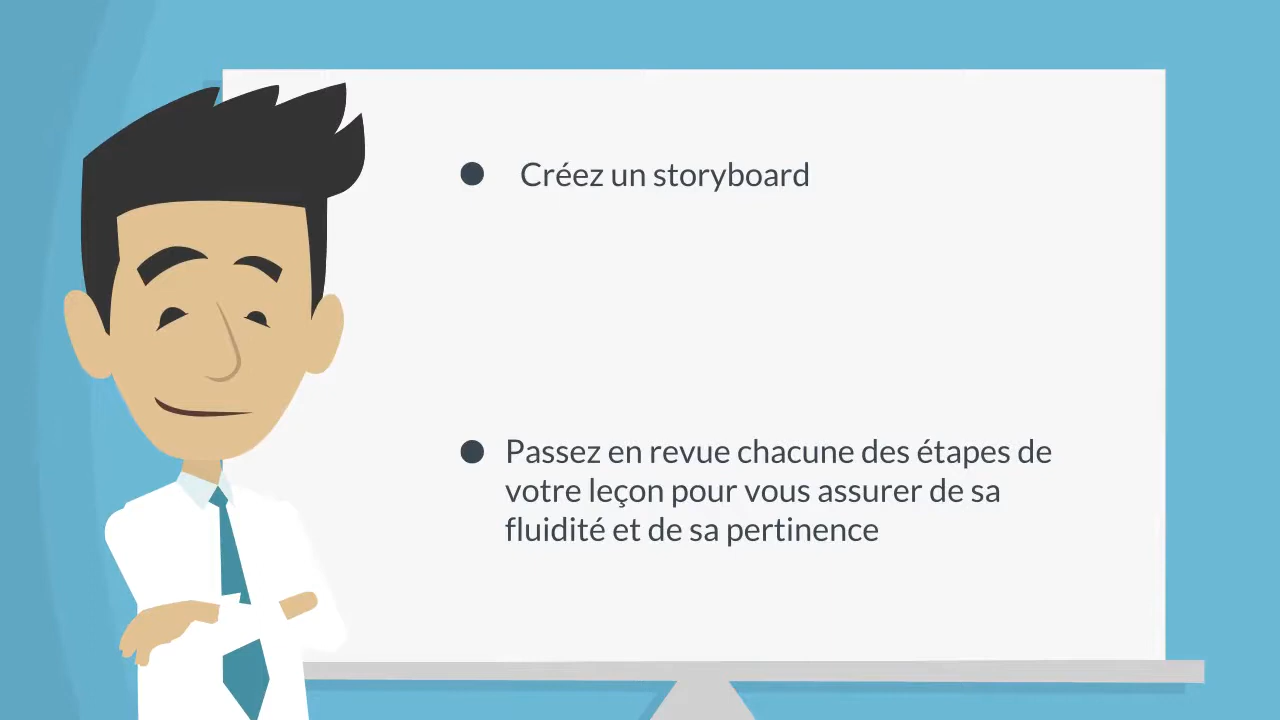 Créez un storyboard
Passez en revue chacune des étapes de
votre leçon pour vous assurer de sa
fluidité et de sa pertinence